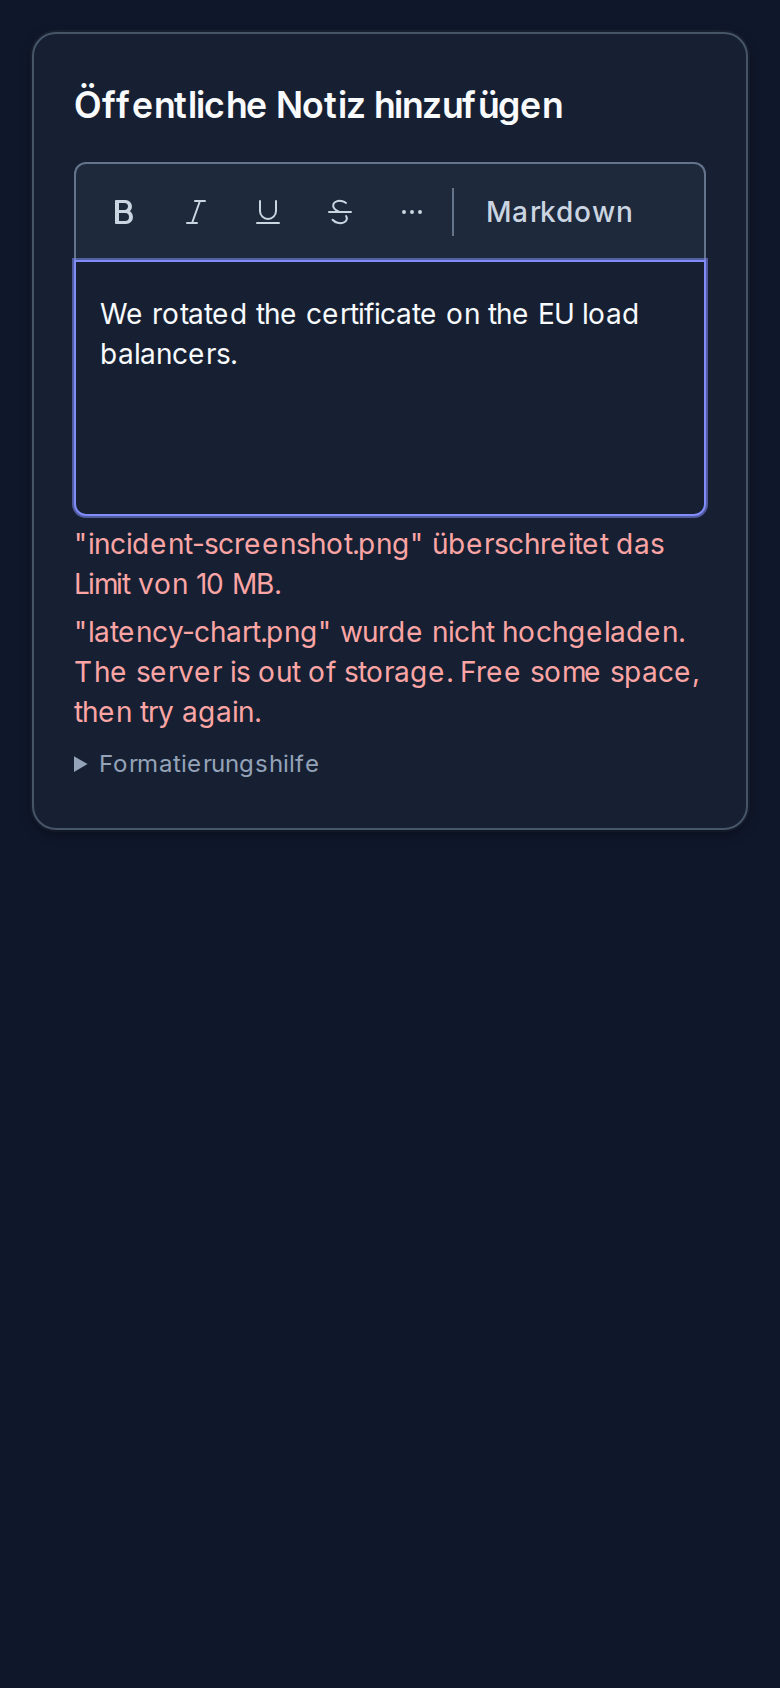 Öffentliche Notiz hinzufügen
B I U S ··· Markdown
We rotated the certificate on the EU load
balancers.
"incident-screenshot.png" überschreitet das
Limit von 10 MB.
"latency-chart.png" wurde nicht hochgeladen.
The server is out of storage. Free some space,
then try again.
Formatierungshilfe